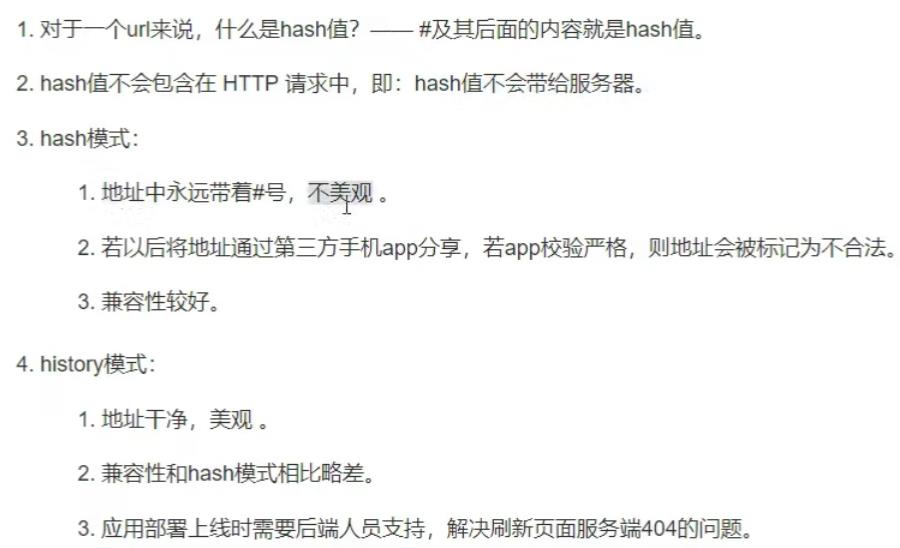 1. 对于一个url来说，什么是hash值？—— #及其后面的内容就是hash值。
2. hash值不会包含在 HTTP 请求中，即：hash值不会带给服务器。
3. hash模式：
1. 地址中永远带着#号，不美观 。
2. 若以后将地址通过第三方手机app分享，若app校验严格，则地址会被标记为不合法。
3. 兼容性较好。
4. history模式：
1. 地址干净，美观 。
2. 兼容性和hash模式相比略差。
3. 应用部署上线时需要后端人员支持，解决刷新页面服务端404的问题。